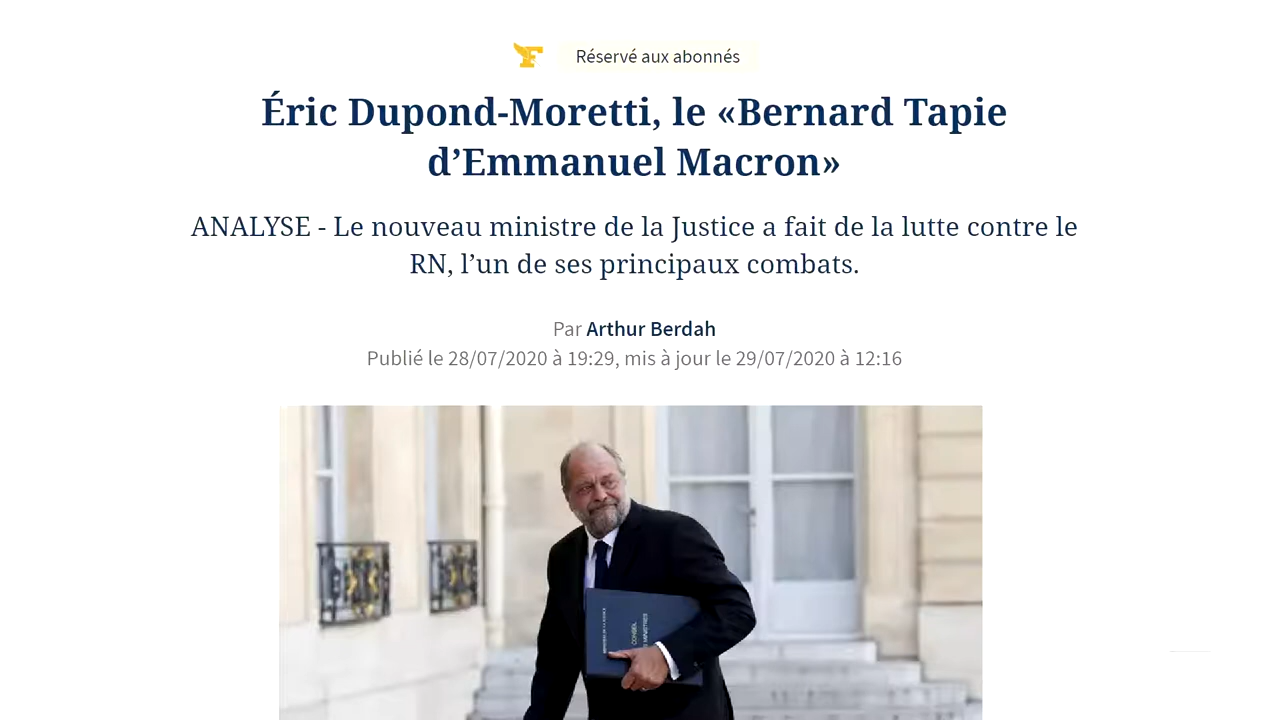 Réservé aux abonnés
Éric Dupond-Moretti, le «Bernard Tapie
d’Emmanuel Macron»
ANALYSE - Le nouveau ministre de la Justice a fait de la lutte contre le
RN, l’un de ses principaux combats.
Par Arthur Berdah
Publié le 28/07/2020 à 19:29, mis à jour le 29/07/2020 à 12:16
CONSEIL
MINISTRES